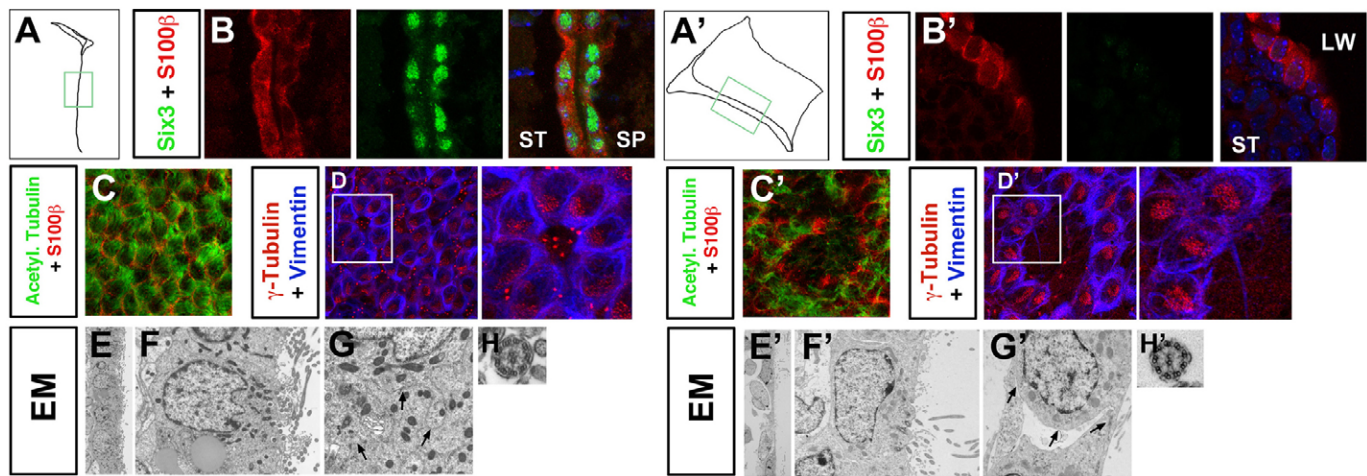 A
Six3 + S100β
B
ST
SP
A’
Six3 + S100β
B’
LW
ST
Acetyl. Tubulin
+ S100β
C
γ-Tubulin
+ Vimentin
D
Acetyl. Tubulin
+ S100β
C’
γ-Tubulin
+ Vimentin
D’
EM
E
F
G
H
EM
E’
F’
G’
H’